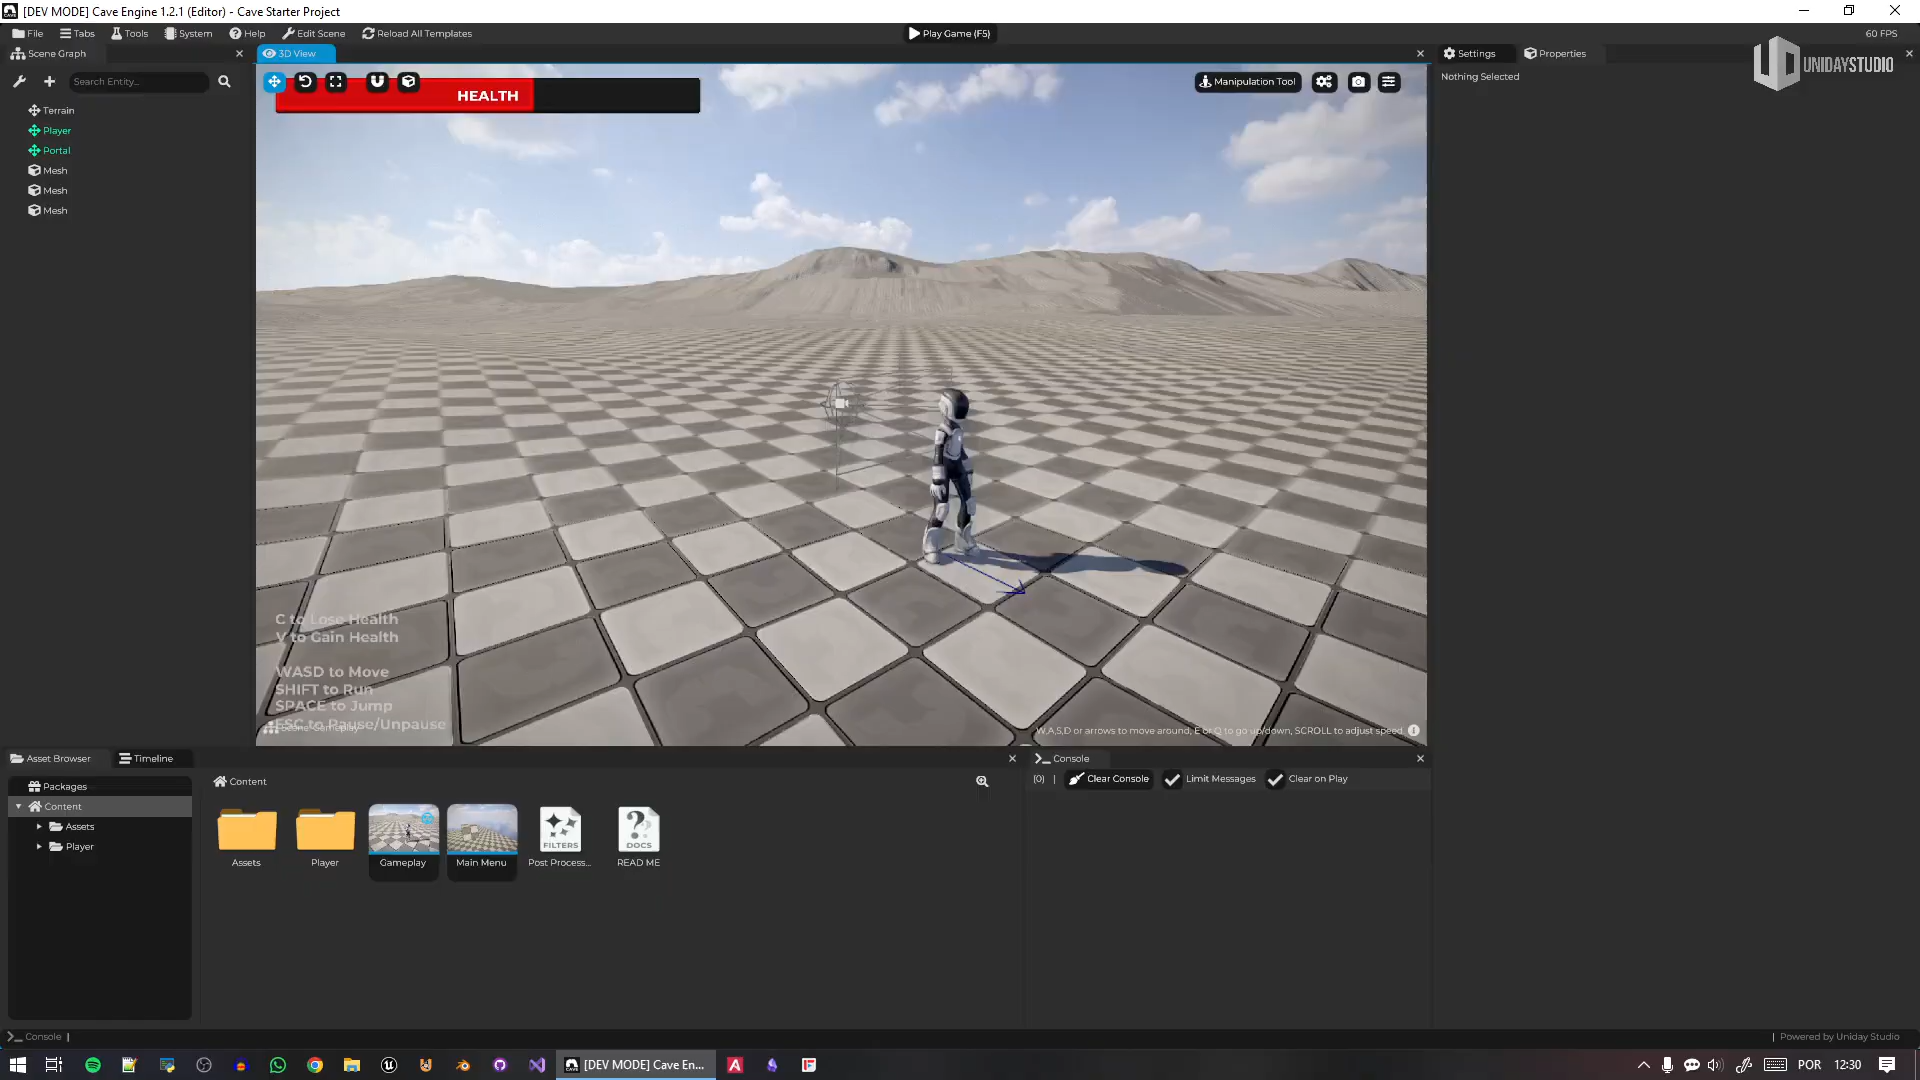 [DEV MODE] Cave Engine 1.2.1 (Editor) - Cave Starter Project
File Tabs Tools System Help Edit Scene Reload All Templates
Play Game (F5)
60 FPS
Scene Graph
3D View
Settings
Properties
UNIDAYSTUDIO
Search Entity...
Nothing Selected
HEALTH
Manipulation Tool
Terrain
Player
Portal
Mesh
Mesh
Mesh
C to Lose Health
V to Gain Health
WASD to Move
SHIFT to Run
SPACE to Jump
ESC to Pause/Unpause
Scene: Gameplay
W,A,S,D or arrows to move around, E or Q to go up/down, SCROLL to adjust speed
Asset Browser
Timeline
Console
Packages
Content
Assets
Player
Content
(0) | Clear Console Limit Messages Clear on Play
Assets
Player
Gameplay
Main Menu
FILTERS
Post Process...
DOCS
READ ME
Console |
| Powered by Uniday Studio
[DEV MODE] Cave En...
POR
12:30